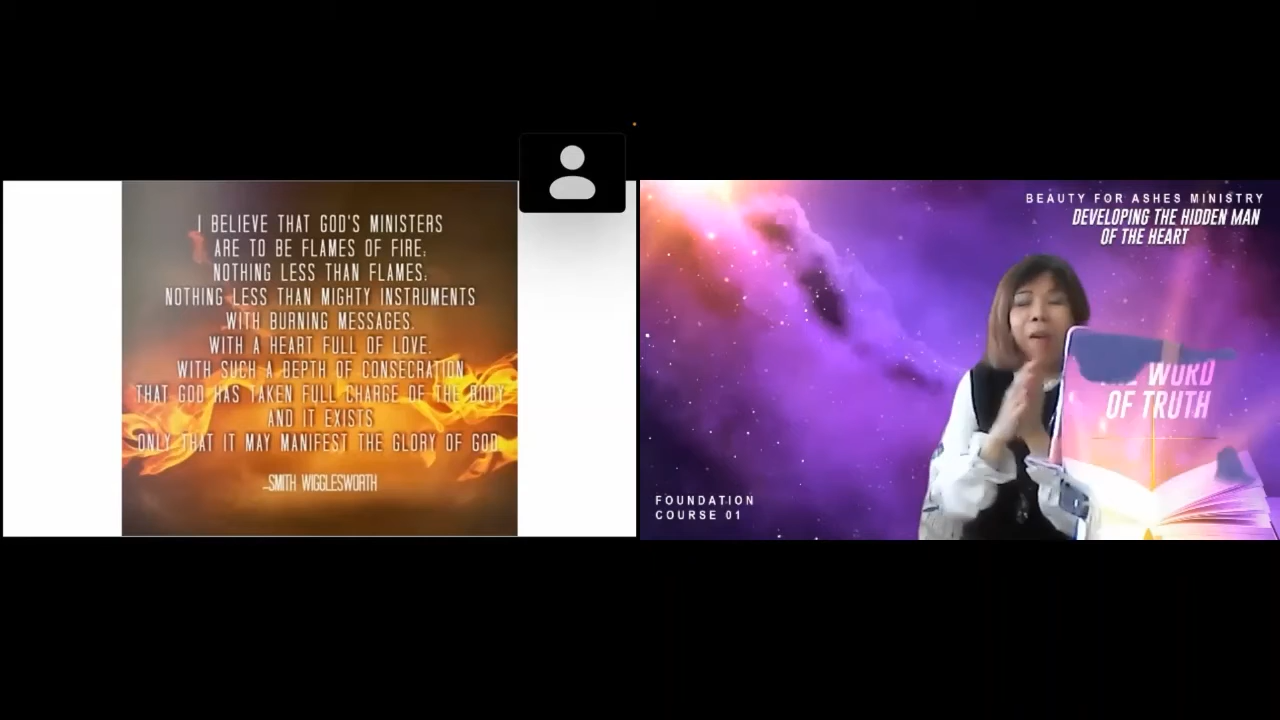 I BELIEVE THAT GOD'S MINISTERS
ARE TO BE FLAMES OF FIRE;
NOTHING LESS THAN FLAMES;
NOTHING LESS THAN MIGHTY INSTRUMENTS
WITH BURNING MESSAGES,
WITH A HEART FULL OF LOVE,
WITH SUCH A DEPTH OF CONSECRATION
THAT GOD HAS TAKEN FULL CHARGE OF THE BODY
AND IT EXISTS
ONLY THAT IT MAY MANIFEST THE GLORY OF GOD
–SMITH WIGGLESWORTH
BEAUTY FOR ASHES MINISTRY
DEVELOPING THE HIDDEN MAN
OF THE HEART
WORD
OF TRUTH
FOUNDATION
COURSE 01